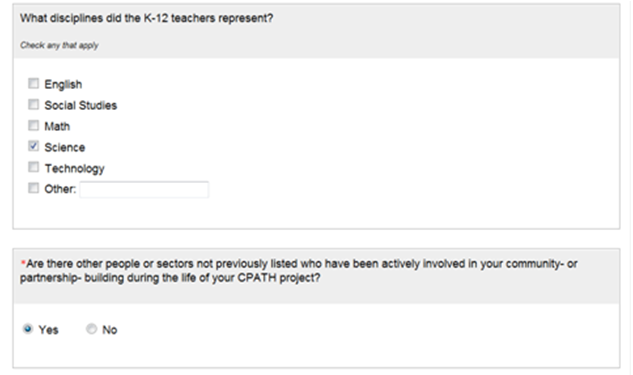 What disciplines did the K-12 teachers represent?
Check any that apply
English
Social Studies
Math
Science
Technology
Other:
*Are there other people or sectors not previously listed who have been actively involved in your community- or
partnership- building during the life of your CPATH project?
Yes No